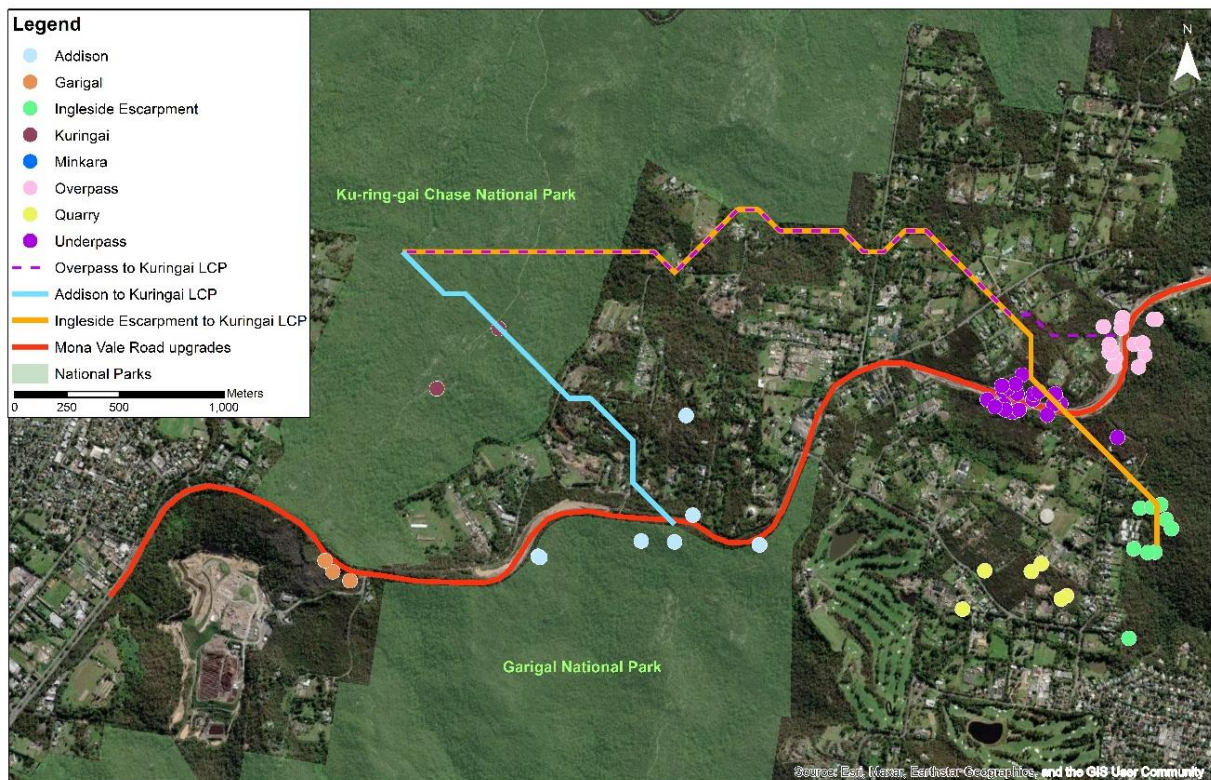 Legend
Addison
Garigal
Ingleside Escarpment
Kuringai
Minkara
Overpass
Quarry
Underpass
Overpass to Kuringai LCP
Addison to Kuringai LCP
Ingleside Escarpment to Kuringai LCP
Mona Vale Road upgrades
National Parks
Meters
0 250 500 1,000
N
Ku-ring-gai Chase National Park
Garigal National Park
Source: Esri, Maxar, Earthstar Geographics, and the GIS User Community